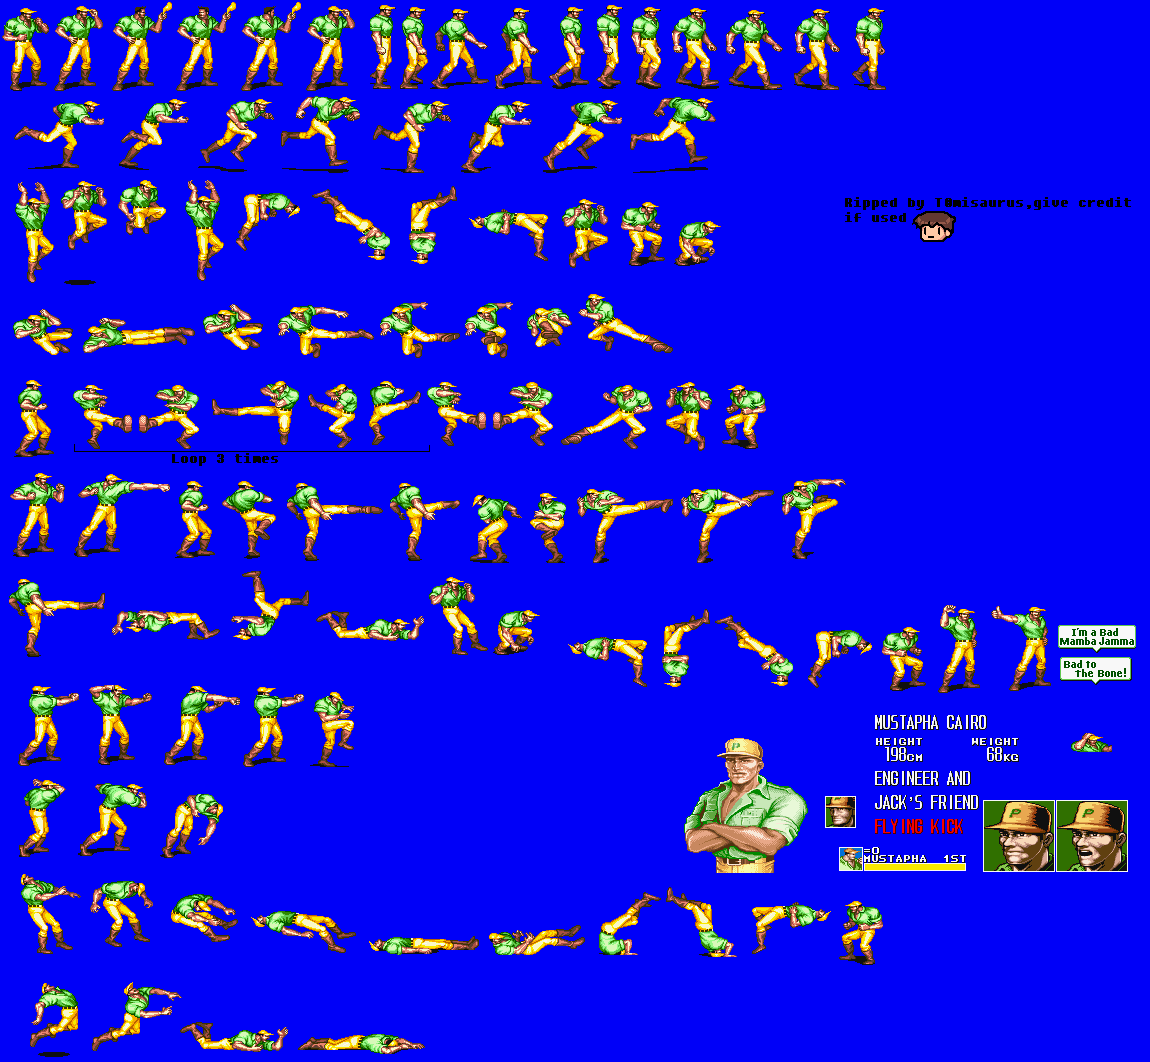 Ripped by T0misaurus,give credit
if used
Loop 3 times
I'm a Bad
Mamba Jamma
Bad to
The Bone!
MUSTAPHA CAIRO
HEIGHT WEIGHT
198CM 68KG
ENGINEER AND
JACK'S FRIEND
FLYING KICK
P
P P
=0
MUSTAPHA 1ST